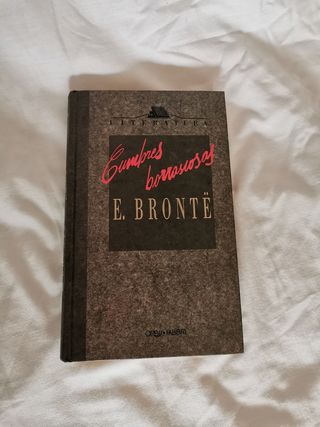 LITERATURA
Cumbres
borrascosas
E. BRONTË
ORBIS • FABBRI